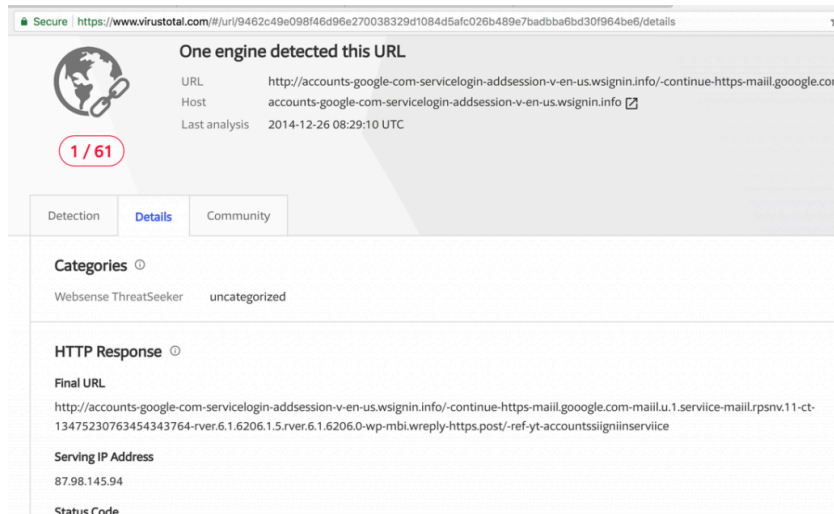 Secure | https://www.virustotal.com/#/url/9462c49e098f46d96e270038329d1084d5afc026b489e7badbba6bd30f964be6/details
One engine detected this URL
URL http://accounts-google-com-servicelogin-addsession-v-en-us.wsignin.info/-continue-https-maiil.gooogle.co
Host accounts-google-com-servicelogin-addsession-v-en-us.wsignin.info
Last analysis 2014-12-26 08:29:10 UTC
1 / 61
Detection Details Community
Categories
Websense ThreatSeeker uncategorized
HTTP Response
Final URL
http://accounts-google-com-servicelogin-addsession-v-en-us.wsignin.info/-continue-https-maiil.gooogle.com-maiil.u.1.serviice-maiil.rpsnv.11-ct-
13475230763454343764-rver.6.1.6206.1.5.rver.6.1.6206.0-wp-mbi.wreply-https.post/-ref-yt-accountssiigniinserviice
Serving IP Address
87.98.145.94
Status Code